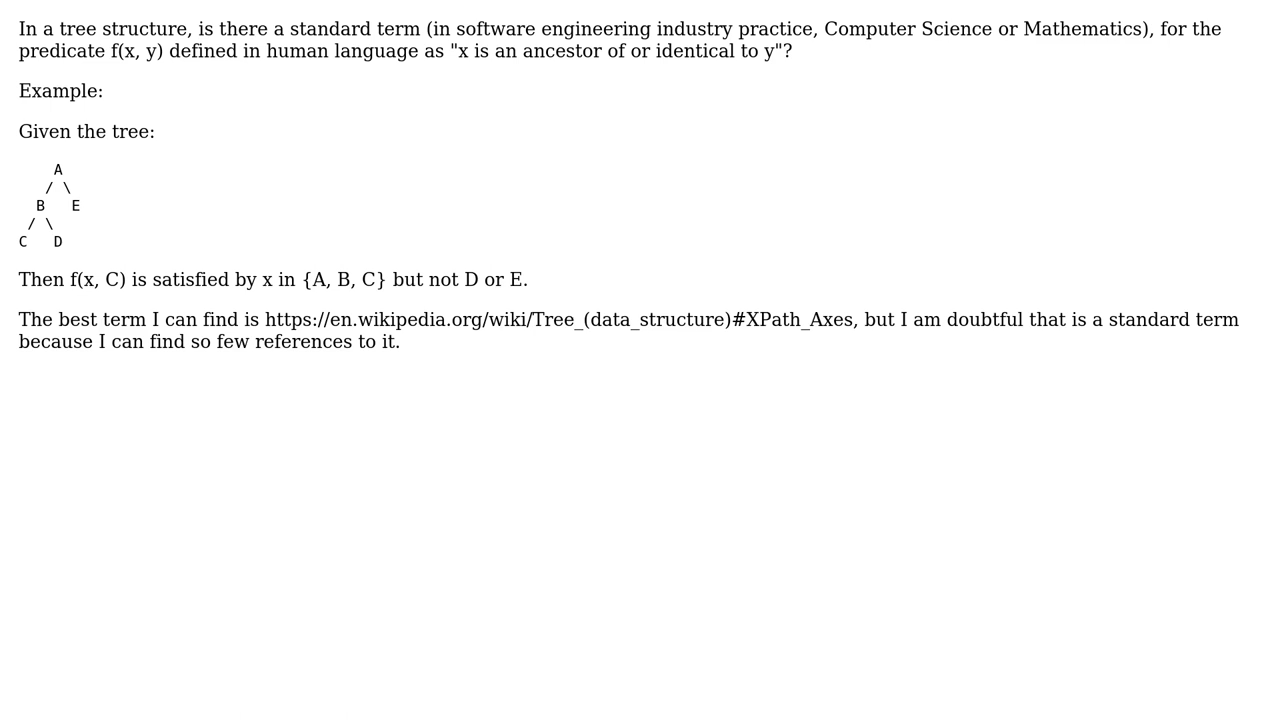 In a tree structure, is there a standard term (in software engineering industry practice, Computer Science or Mathematics), for the
predicate f(x, y) defined in human language as "x is an ancestor of or identical to y"?
Example:
Given the tree:
    A
   / \
  B   E
 / \
C   D
Then f(x, C) is satisfied by x in {A, B, C} but not D or E.
The best term I can find is https://en.wikipedia.org/wiki/Tree_(data_structure)#XPath_Axes, but I am doubtful that is a standard term
because I can find so few references to it.